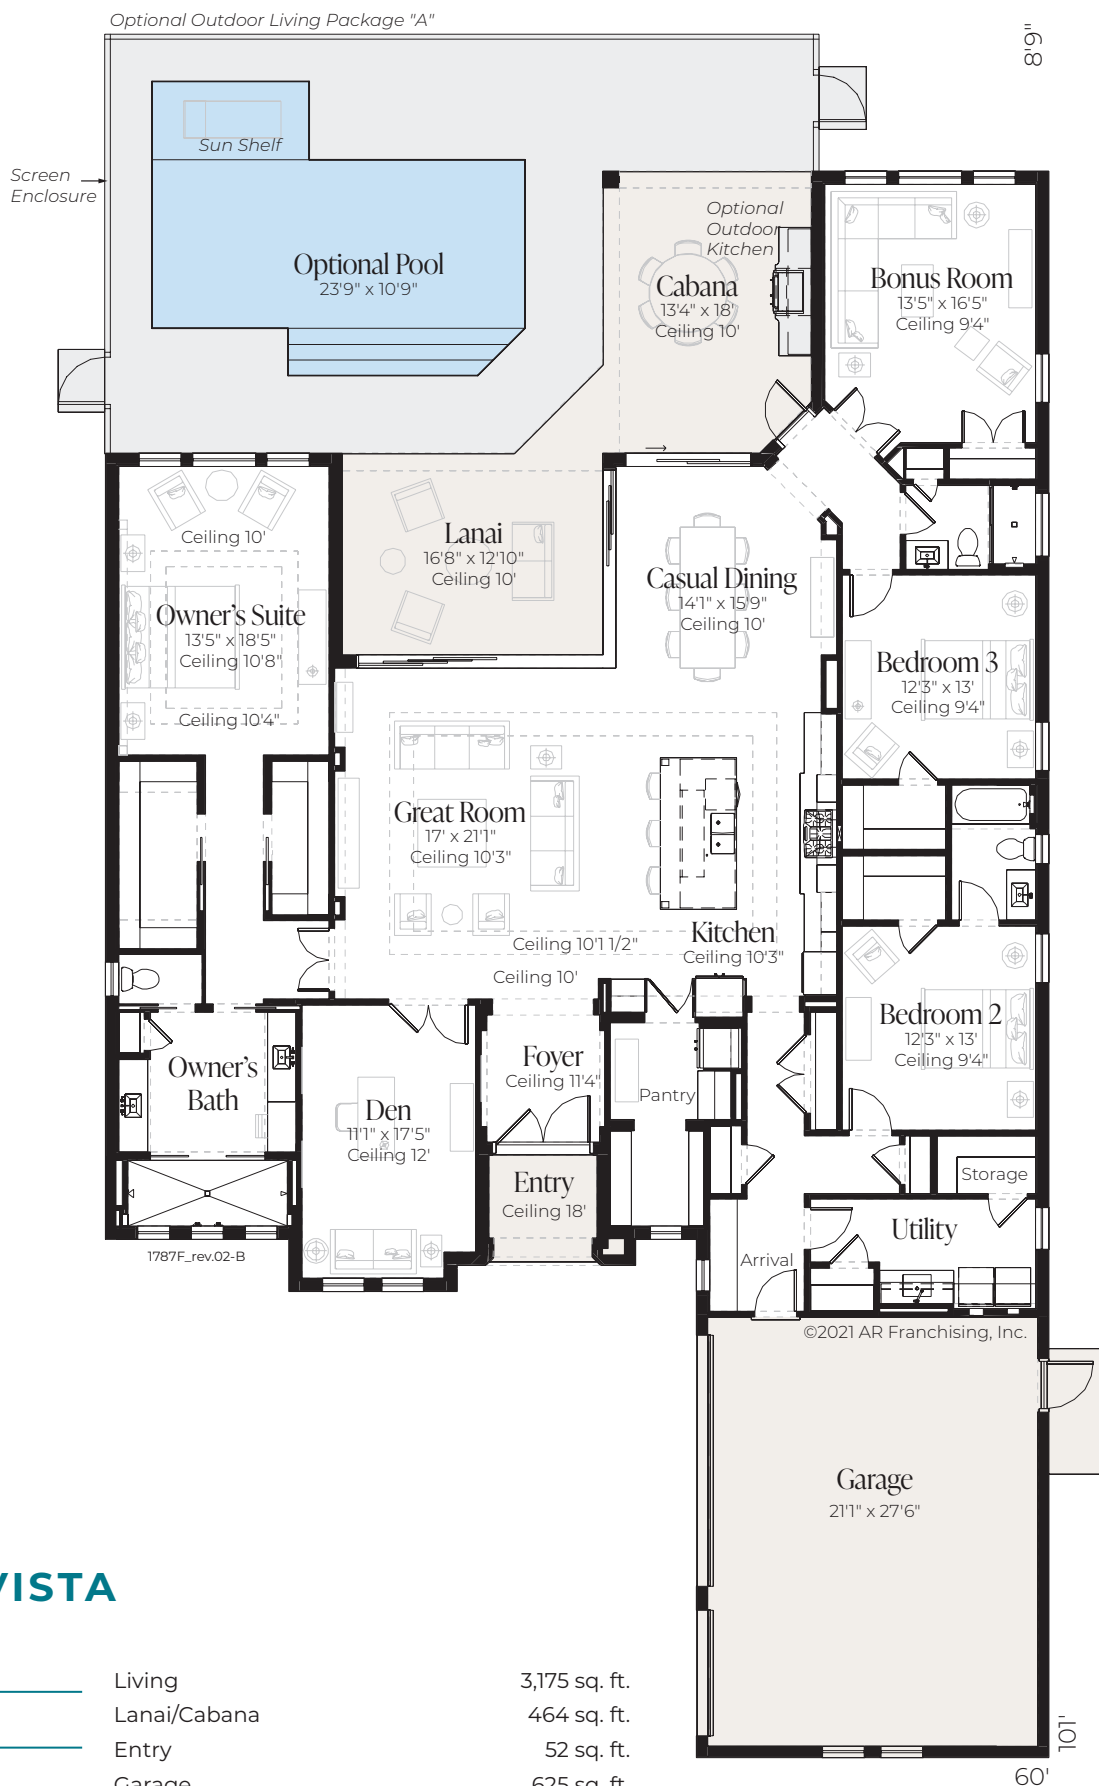 Optional Outdoor Living Package "A"
8'9"
Sun Shelf
Screen
Enclosure
Optional Pool
23'9" x 10'9"
Optional
Outdoor
Kitchen
Cabana
13'4" x 18'
Ceiling 10'
Bonus Room
13'5" x 16'5"
Ceiling 9'4"
Ceiling 10'
Lanai
16'8" x 12'10"
Ceiling 10'
Casual Dining
14'1" x 15'9"
Ceiling 10'
Owner's Suite
13'5" x 18'5"
Ceiling 10'8"
Ceiling 10'4"
Bedroom 3
12'3" x 13'
Ceiling 9'4"
Great Room
17' x 21'1"
Ceiling 10'3"
Ceiling 10'1 1/2"
Ceiling 10'
Kitchen
Ceiling 10'3"
Bedroom 2
12'3" x 13'
Ceiling 9'4"
Owner's
Bath
Foyer
Ceiling 11'4"
Pantry
Den
11'1" x 17'5"
Ceiling 12'
Entry
Ceiling 18'
Storage
Utility
Arrival
1787F_rev.02-B
©2021 AR Franchising, Inc.
Garage
21'1" x 27'6"
VISTA
Living 3,175 sq. ft.
Lanai/Cabana 464 sq. ft.
Entry 52 sq. ft.
Garage 625 sq. ft.
101'
60'